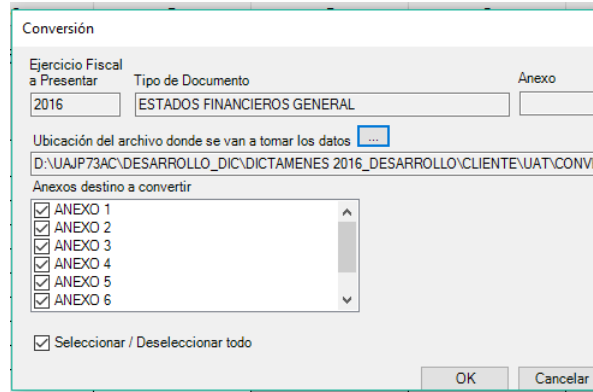 Conversión
Ejercicio Fiscal
a Presentar
Tipo de Documento
Anexo
2016
ESTADOS FINANCIEROS GENERAL
Ubicación del archivo donde se van a tomar los datos
...
D:\UAJP73AC\DESARROLLO_DIC\DICTAMENES 2016_DESARROLLO\CLIENTE\UAT\CONV
Anexos destino a convertir
ANEXO 1
ANEXO 2
ANEXO 3
ANEXO 4
ANEXO 5
ANEXO 6
Seleccionar / Deseleccionar todo
OK
Cancelar